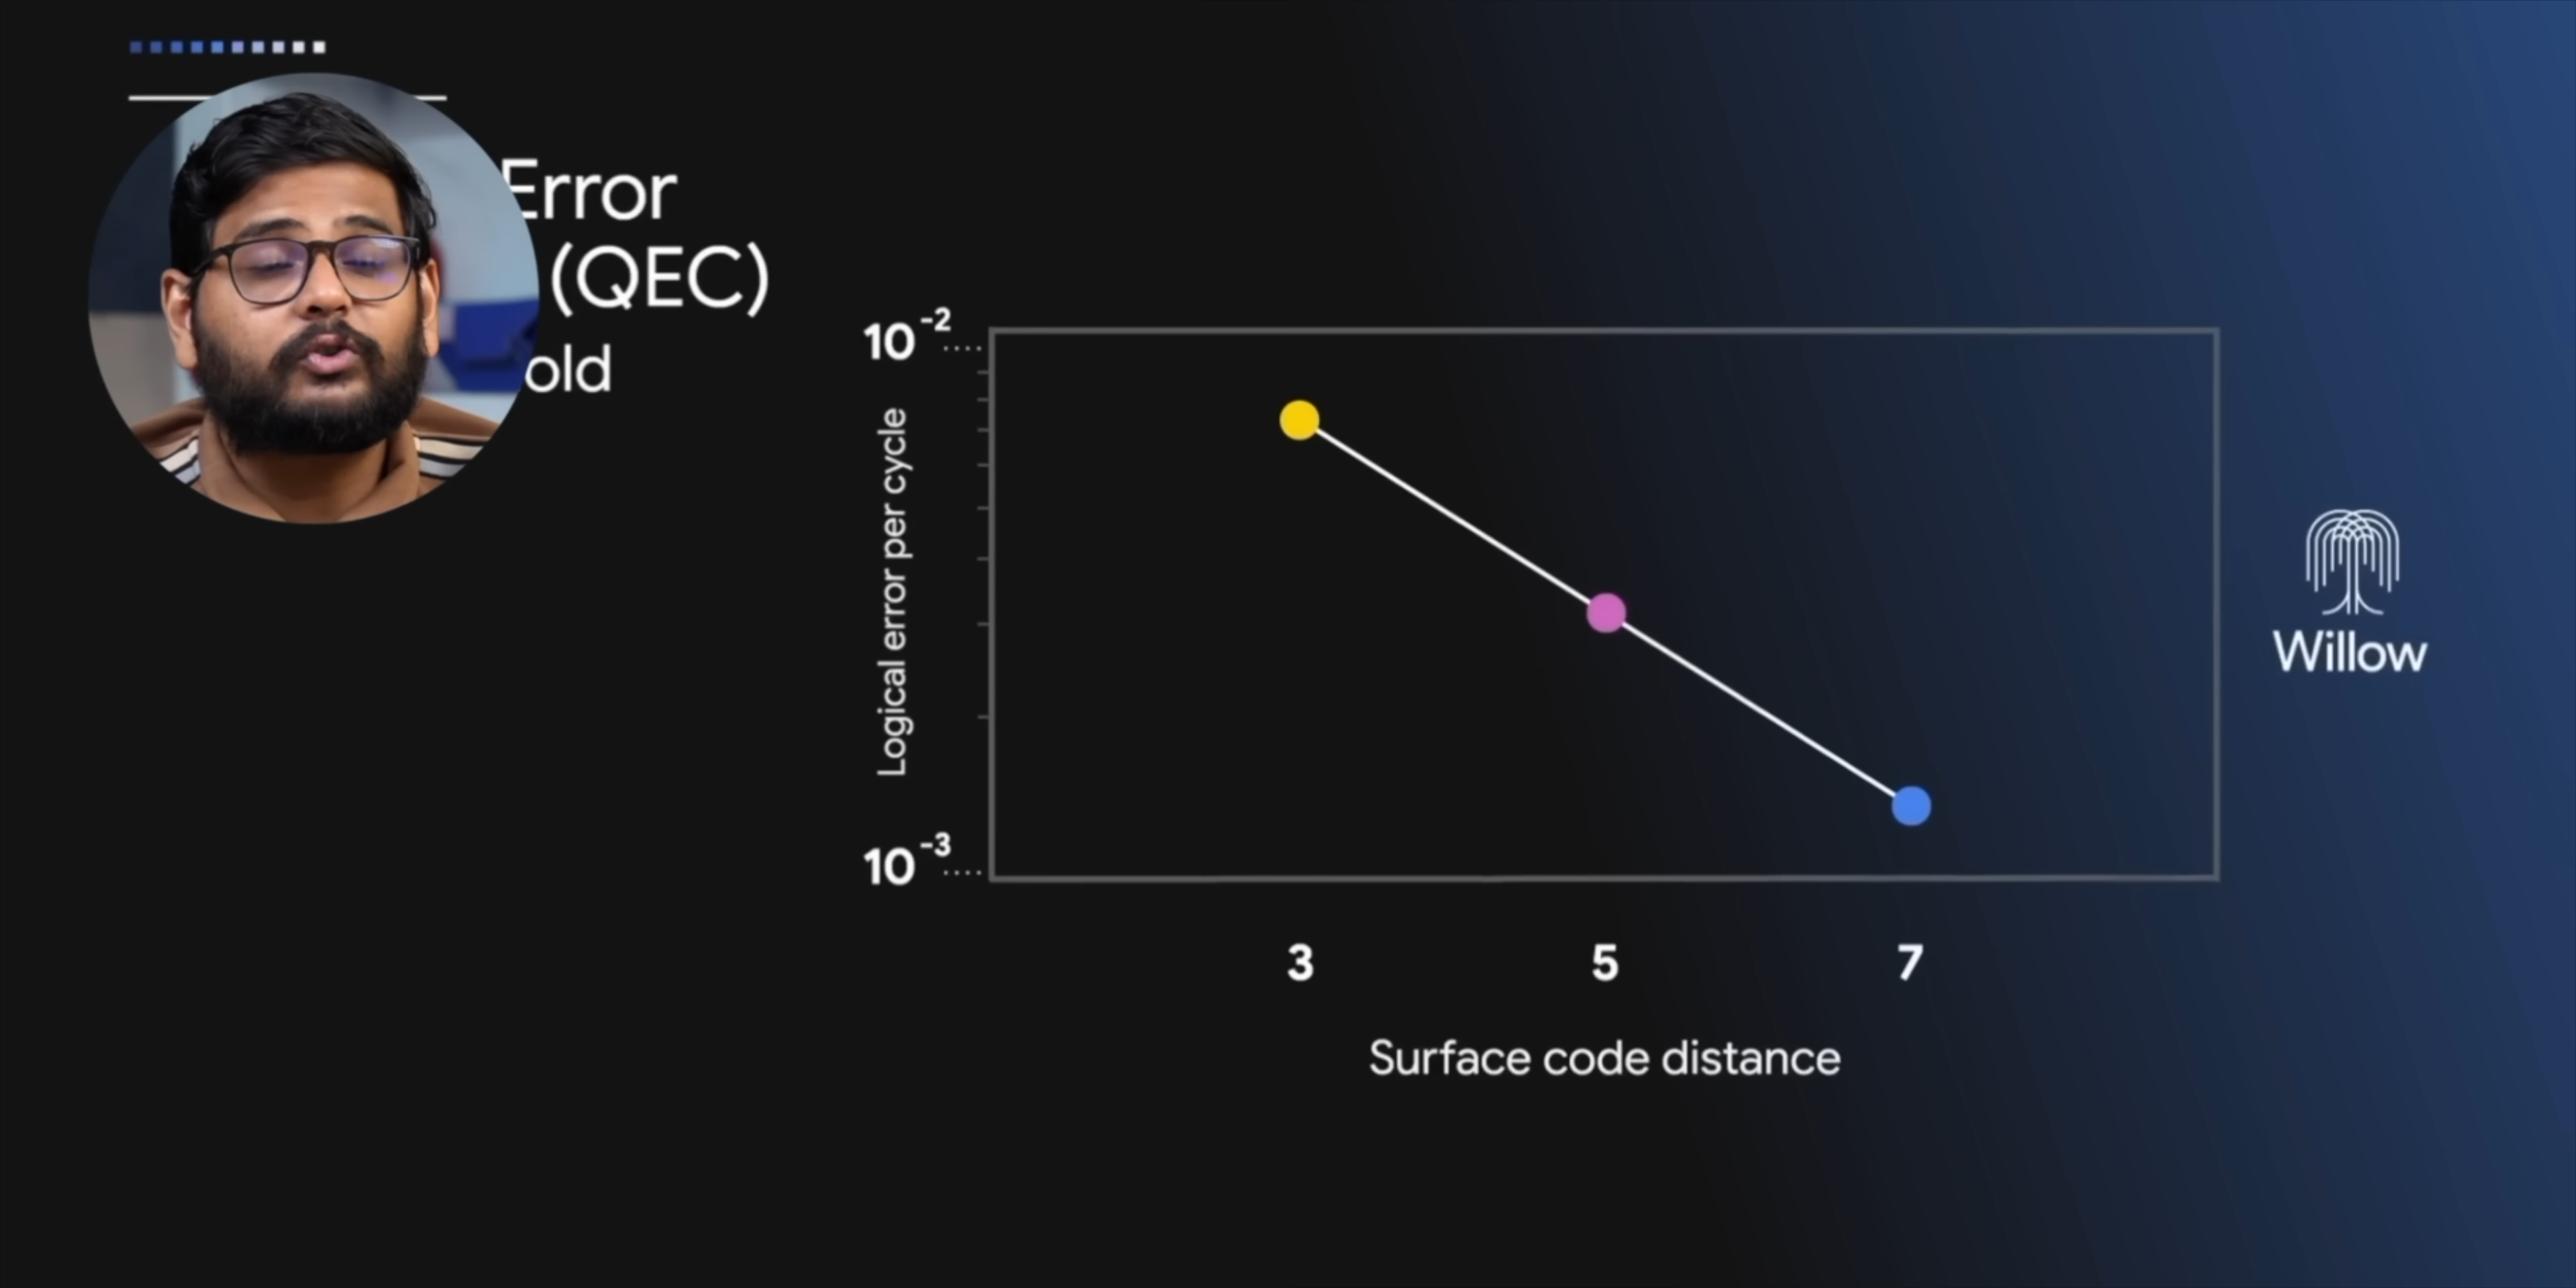 Error
(QEC)
old
10⁻²
Logical error per cycle
10⁻³
3 5 7
Surface code distance
Willow